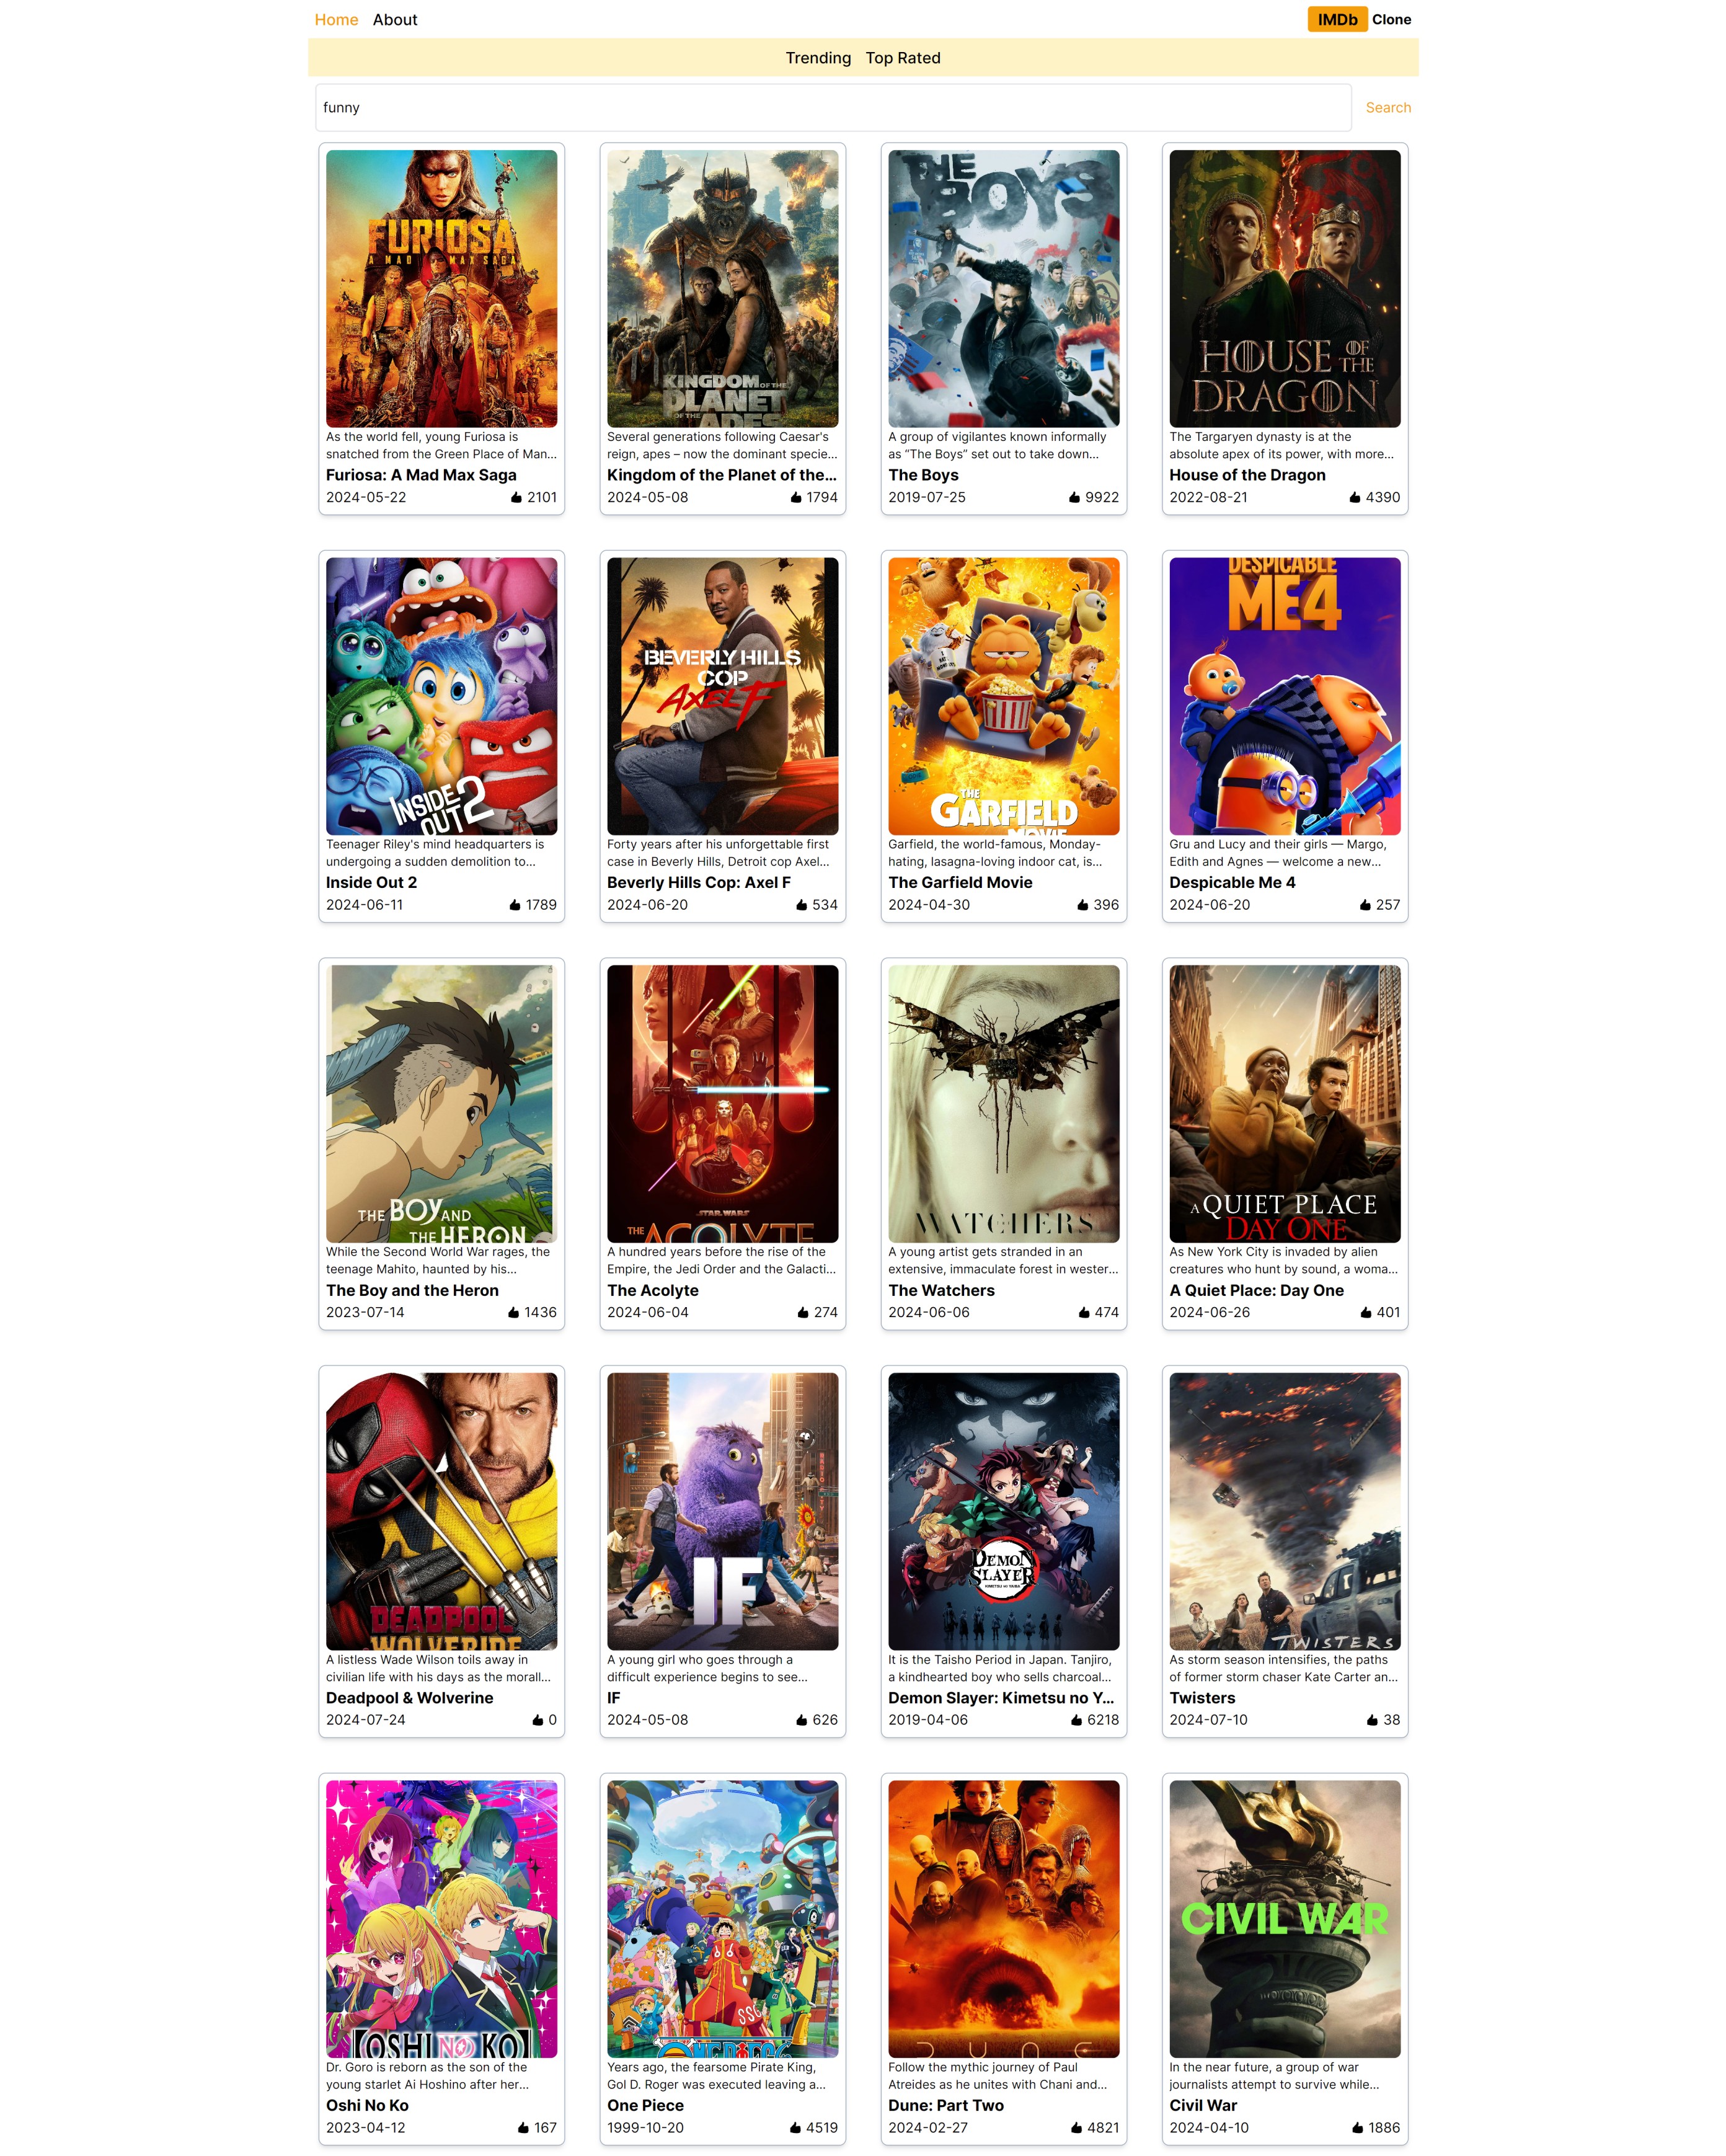 Home About IMDb Clone
Trending Top Rated
funny Search
FURIOSA
A MAD MAX SAGA
KINGDOM OF THE
PLANET
OF THE APES
THE
BOYS
HOUSE OF THE
DRAGON
As the world fell, young Furiosa is
snatched from the Green Place of Man...
Furiosa: A Mad Max Saga
2024-05-22 2101
Several generations following Caesar's
reign, apes – now the dominant specie...
Kingdom of the Planet of the...
2024-05-08 1794
A group of vigilantes known informally
as “The Boys” set out to take down...
The Boys
2019-07-25 9922
The Targaryen dynasty is at the
absolute apex of its power, with more...
House of the Dragon
2022-08-21 4390
INSIDE
OUT 2
BEVERLY HILLS
COP
AXEL F
THE
GARFIELD
MOVIE
DESPICABLE
ME 4
Teenager Riley's mind headquarters is
undergoing a sudden demolition to...
Inside Out 2
2024-06-11 1789
Forty years after his unforgettable first
case in Beverly Hills, Detroit cop Axel...
Beverly Hills Cop: Axel F
2024-06-20 534
Garfield, the world-famous, Monday-
hating, lasagna-loving indoor cat, is...
The Garfield Movie
2024-04-30 396
Gru and Lucy and their girls — Margo,
Edith and Agnes — welcome a new...
Despicable Me 4
2024-06-20 257
THE BOY AND
THE HERON
STAR WARS
THE ACOLYTE
WATCHERS
A QUIET PLACE
DAY ONE
While the Second World War rages, the
teenage Mahito, haunted by his...
The Boy and the Heron
2023-07-14 1436
A hundred years before the rise of the
Empire, the Jedi Order and the Galacti...
The Acolyte
2024-06-04 274
A young artist gets stranded in an
extensive, immaculate forest in wester...
The Watchers
2024-06-06 474
As New York City is invaded by alien
creatures who hunt by sound, a woma...
A Quiet Place: Day One
2024-06-26 401
DEADPOOL
WOLVERINE
IF
DEMON
SLAYER
KIMETSU NO YAIBA
TWISTERS
A listless Wade Wilson toils away in
civilian life with his days as the morall...
Deadpool & Wolverine
2024-07-24 0
A young girl who goes through a
difficult experience begins to see...
IF
2024-05-08 626
It is the Taisho Period in Japan. Tanjiro,
a kindhearted boy who sells charcoal...
Demon Slayer: Kimetsu no Y...
2019-04-06 6218
As storm season intensifies, the paths
of former storm chaser Kate Carter an...
Twisters
2024-07-10 38
[OSHI NO KO]
ONE PIECE
DUNE
CIVIL WAR
Dr. Goro is reborn as the son of the
young starlet Ai Hoshino after her...
Oshi No Ko
2023-04-12 167
Years ago, the fearsome Pirate King,
Gol D. Roger was executed leaving a...
One Piece
1999-10-20 4519
Follow the mythic journey of Paul
Atreides as he unites with Chani and...
Dune: Part Two
2024-02-27 4821
In the near future, a group of war
journalists attempt to survive while...
Civil War
2024-04-10 1886